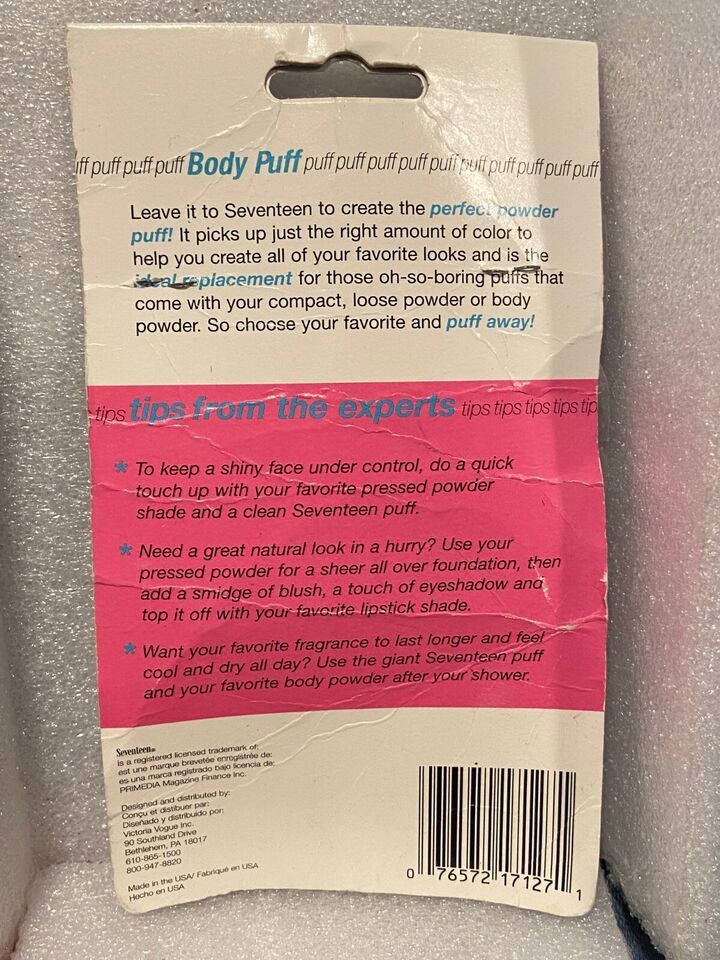 uff puff puff puff Body Puff puff puff puff puff puff puff puff puff puff puff
Leave it to Seventeen to create the perfect powder
puff! It picks up just the right amount of color to
help you create all of your favorite looks and is the
ideal replacement for those oh-so-boring puffs that
come with your compact, loose powder or body
powder. So choose your favorite and puff away!
tips tips from the experts tips tips tips tips tip
* To keep a shiny face under control, do a quick
touch up with your favorite pressed powder
shade and a clean Seventeen puff.
* Need a great natural look in a hurry? Use your
pressed powder for a sheer all over foundation, then
add a smidge of blush, a touch of eyeshadow and
top it off with your favorite lipstick shade.
* Want your favorite fragrance to last longer and feel
cool and dry all day? Use the giant Seventeen puff
and your favorite body powder after your shower.
Seventeen®
is a registered licensed trademark of:
est une marque brevetée enregistrée de:
es una marca registrado bajo licencia de:
PRIMEDIA Magazine Finance Inc.
Designed and distributed by:
Conçu et distibuer par:
Diseñado y distribuido por:
Victoria Vogue Inc.
90 Southland Drive
Bethlehem, PA 18017
610-865-1500
800-947-8820
Made in the USA/ Fabriqué en USA
Hecho en USA
0 76572 17127 1